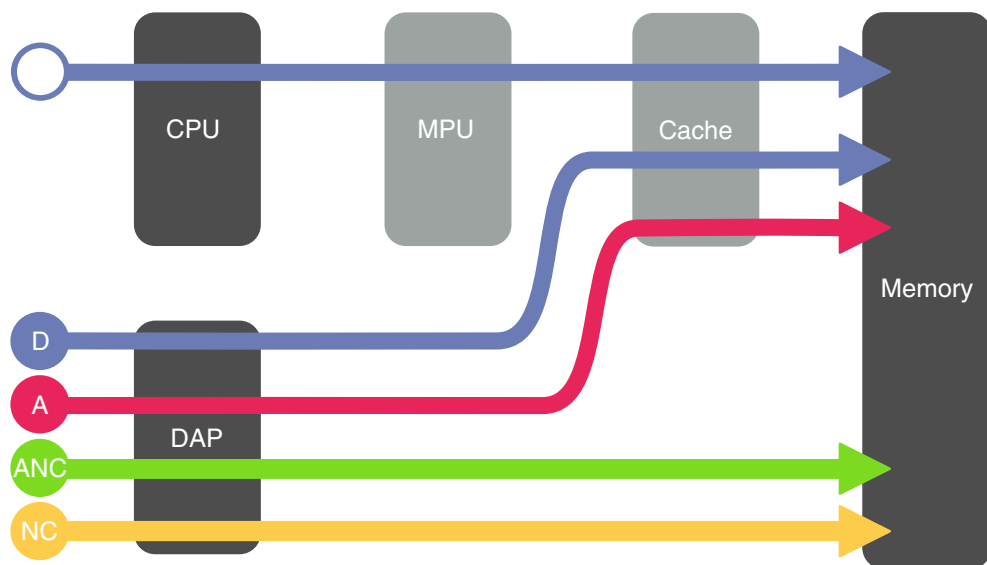 CPU
MPU
Cache
Memory
D
A
DAP
ANC
NC